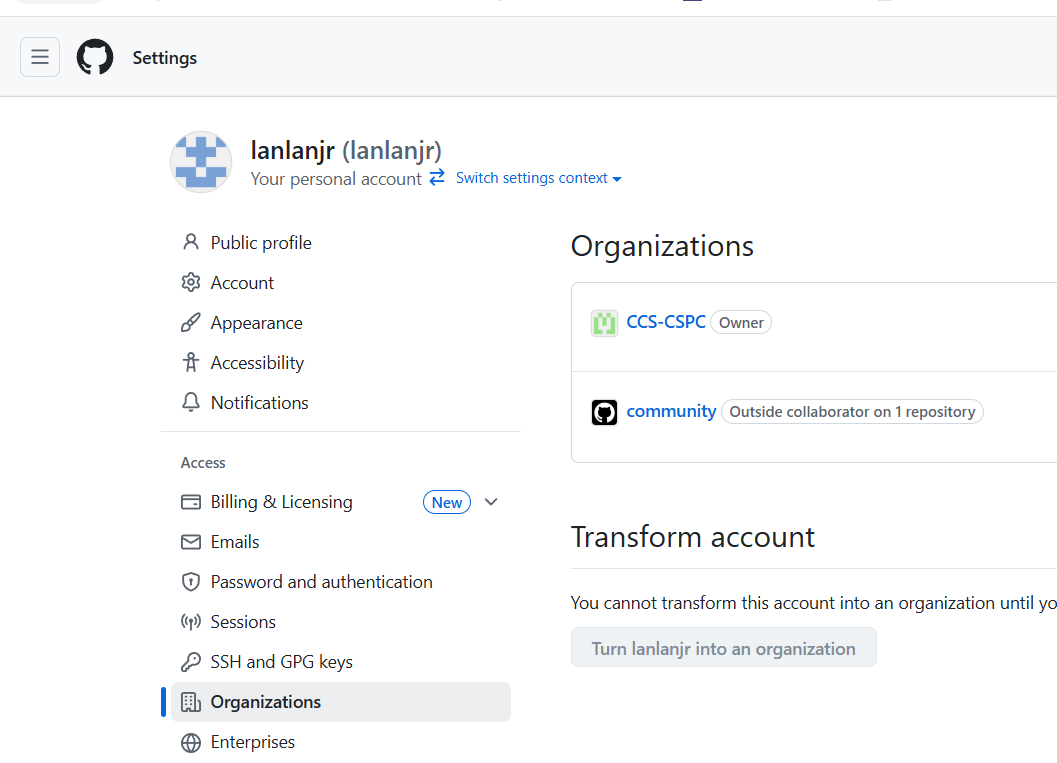 Settings
lanlanjr (lanlanjr)
Your personal account Switch settings context
Public profile
Account
Appearance
Accessibility
Notifications
Access
Billing & Licensing New
Emails
Password and authentication
Sessions
SSH and GPG keys
Organizations
Enterprises
Organizations
CCS-CSPC Owner
community Outside collaborator on 1 repository
Transform account
You cannot transform this account into an organization until yo
Turn lanlanjr into an organization